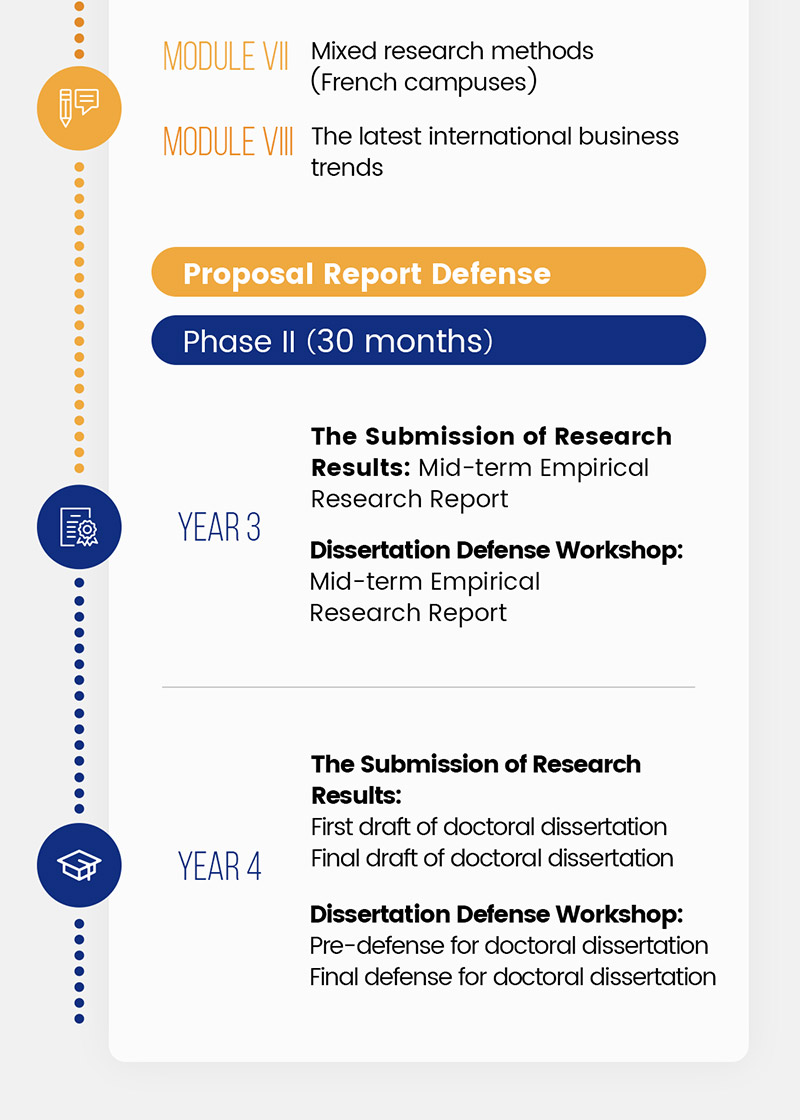 MODULE VII Mixed research methods
(French campuses)
MODULE VIII The latest international business
trends
Proposal Report Defense
Phase II (30 months)
YEAR 3
The Submission of Research
Results: Mid-term Empirical
Research Report
Dissertation Defense Workshop:
Mid-term Empirical
Research Report
YEAR 4
The Submission of Research
Results:
First draft of doctoral dissertation
Final draft of doctoral dissertation
Dissertation Defense Workshop:
Pre-defense for doctoral dissertation
Final defense for doctoral dissertation